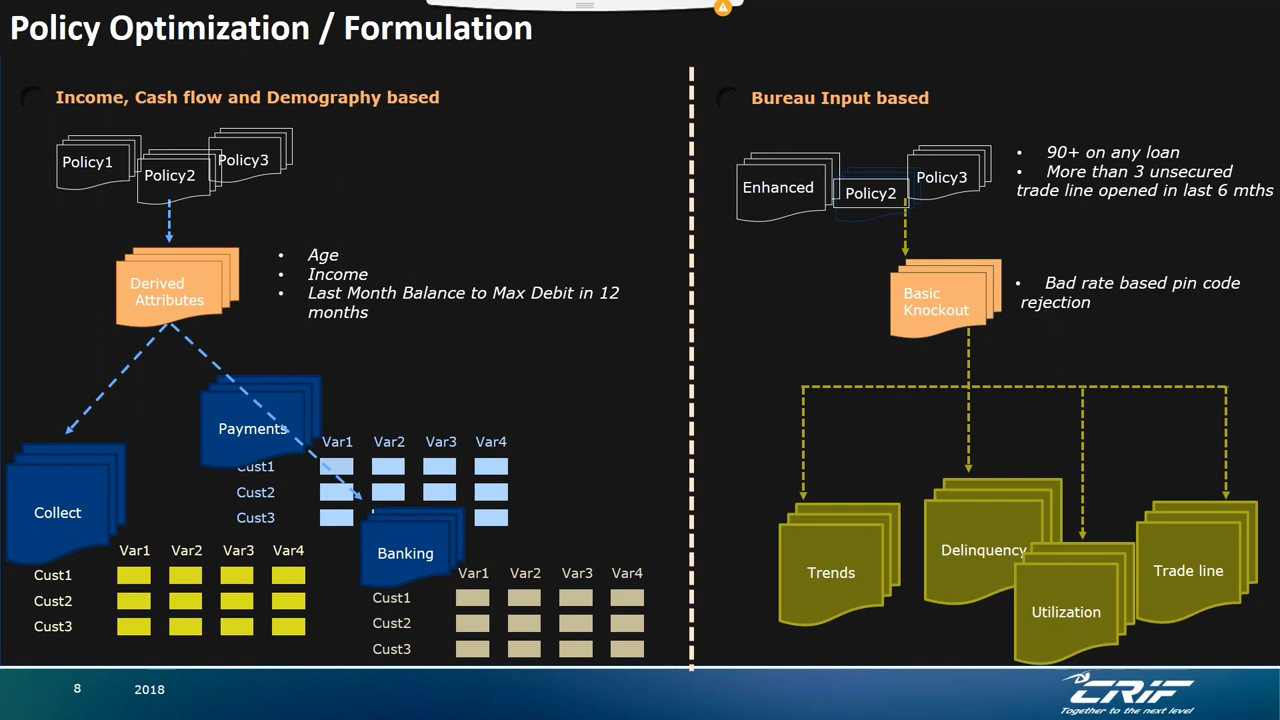 Policy Optimization / Formulation
Income, Cash flow and Demography based
Policy1
Policy2
Policy3
Derived
Attributes
• Age
• Income
• Last Month Balance to Max Debit in 12
months
Payments
Collect
Var1 Var2 Var3 Var4
Cust1
Cust2
Cust3
Banking
Var1 Var2 Var3 Var4
Cust1
Cust2
Cust3
Var1 Var2 Var3 Var4
Cust1
Cust2
Cust3
Bureau Input based
Enhanced
Policy2
Policy3
• 90+ on any loan
• More than 3 unsecured
trade line opened in last 6 mths
Basic
Knockout
• Bad rate based pin code
rejection
Trends
Delinquency
Utilization
Trade line
8
2018
CRIF
Together to the next level